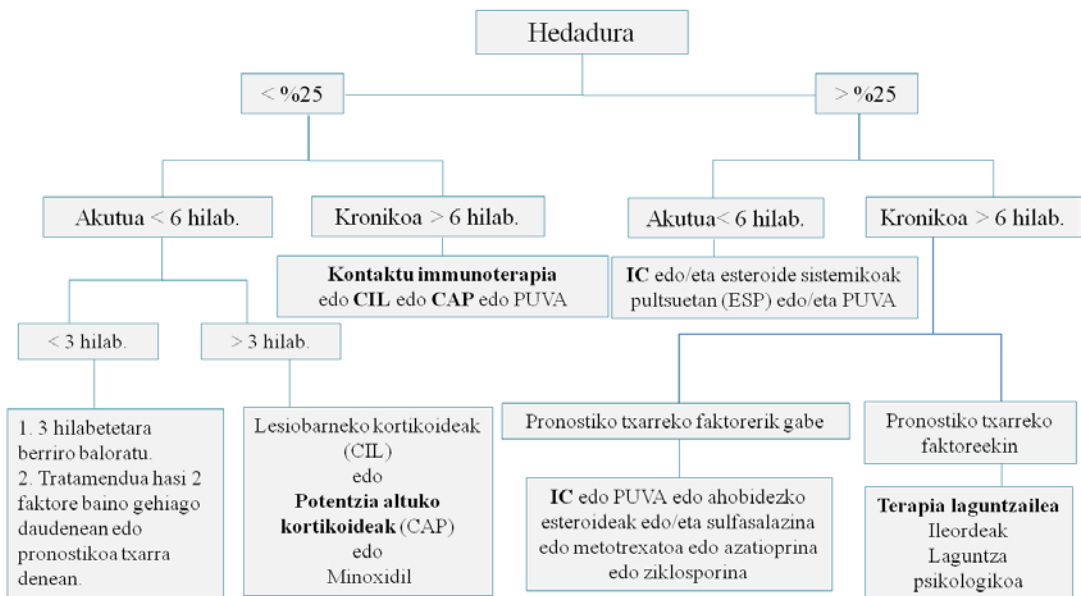 Hedadura
< %25
> %25
Akutua < 6 hilab.
Kronikoa > 6 hilab.
Akutua< 6 hilab.
Kronikoa > 6 hilab.
Kontaktu immunoterapia
edo CIL edo CAP edo PUVA
IC edo/eta esteroide sistemikoak
pultsuetan (ESP) edo/eta PUVA
< 3 hilab.
> 3 hilab.
1. 3 hilabetetara
berriro baloratu.
2. Tratamendua hasi 2
faktore baino gehiago
daudenean edo
pronostikoa txarra
denean.
Lesiobarneko kortikoideak
(CIL)
edo
Potentzia altuko
kortikoideak (CAP)
edo
Minoxidil
Pronostiko txarreko faktorerik gabe
IC edo PUVA edo ahobidezko
esteroideak edo/eta sulfasalazina
edo metotrexatoa edo azatioprina
edo ziklosporina
Pronostiko txarreko
faktoreekin
Terapia laguntzailea
Ileordeak
Laguntza
psikologikoa